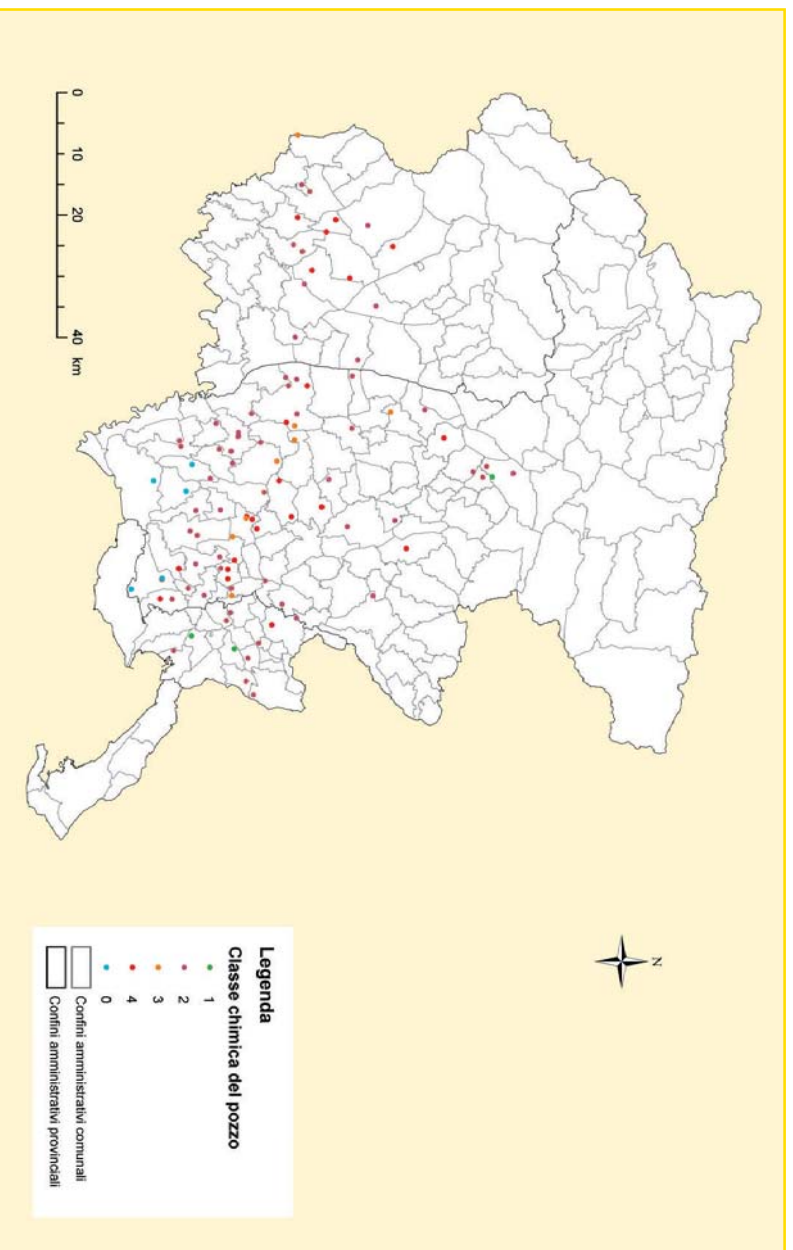 0
10
20
40
km
N
Legenda
Classe chimica del pozzo
1
2
3
4
0
Confini amministrativi comunali
Confini amministrativi provinciali